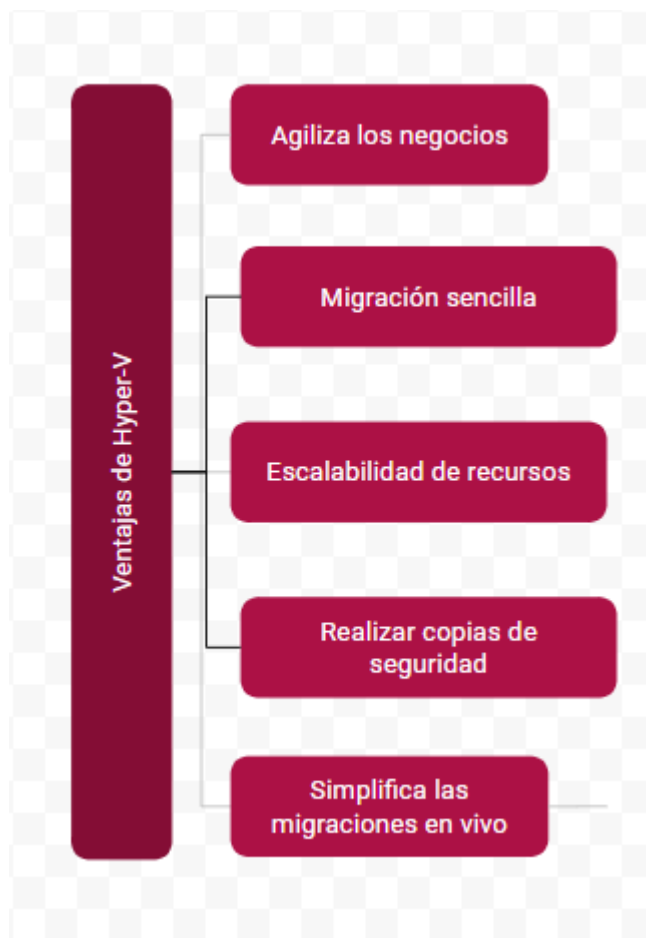 Ventajas de Hyper-V
Agiliza los negocios
Migración sencilla
Escalabilidad de recursos
Realizar copias de
seguridad
Simplifica las
migraciones en vivo